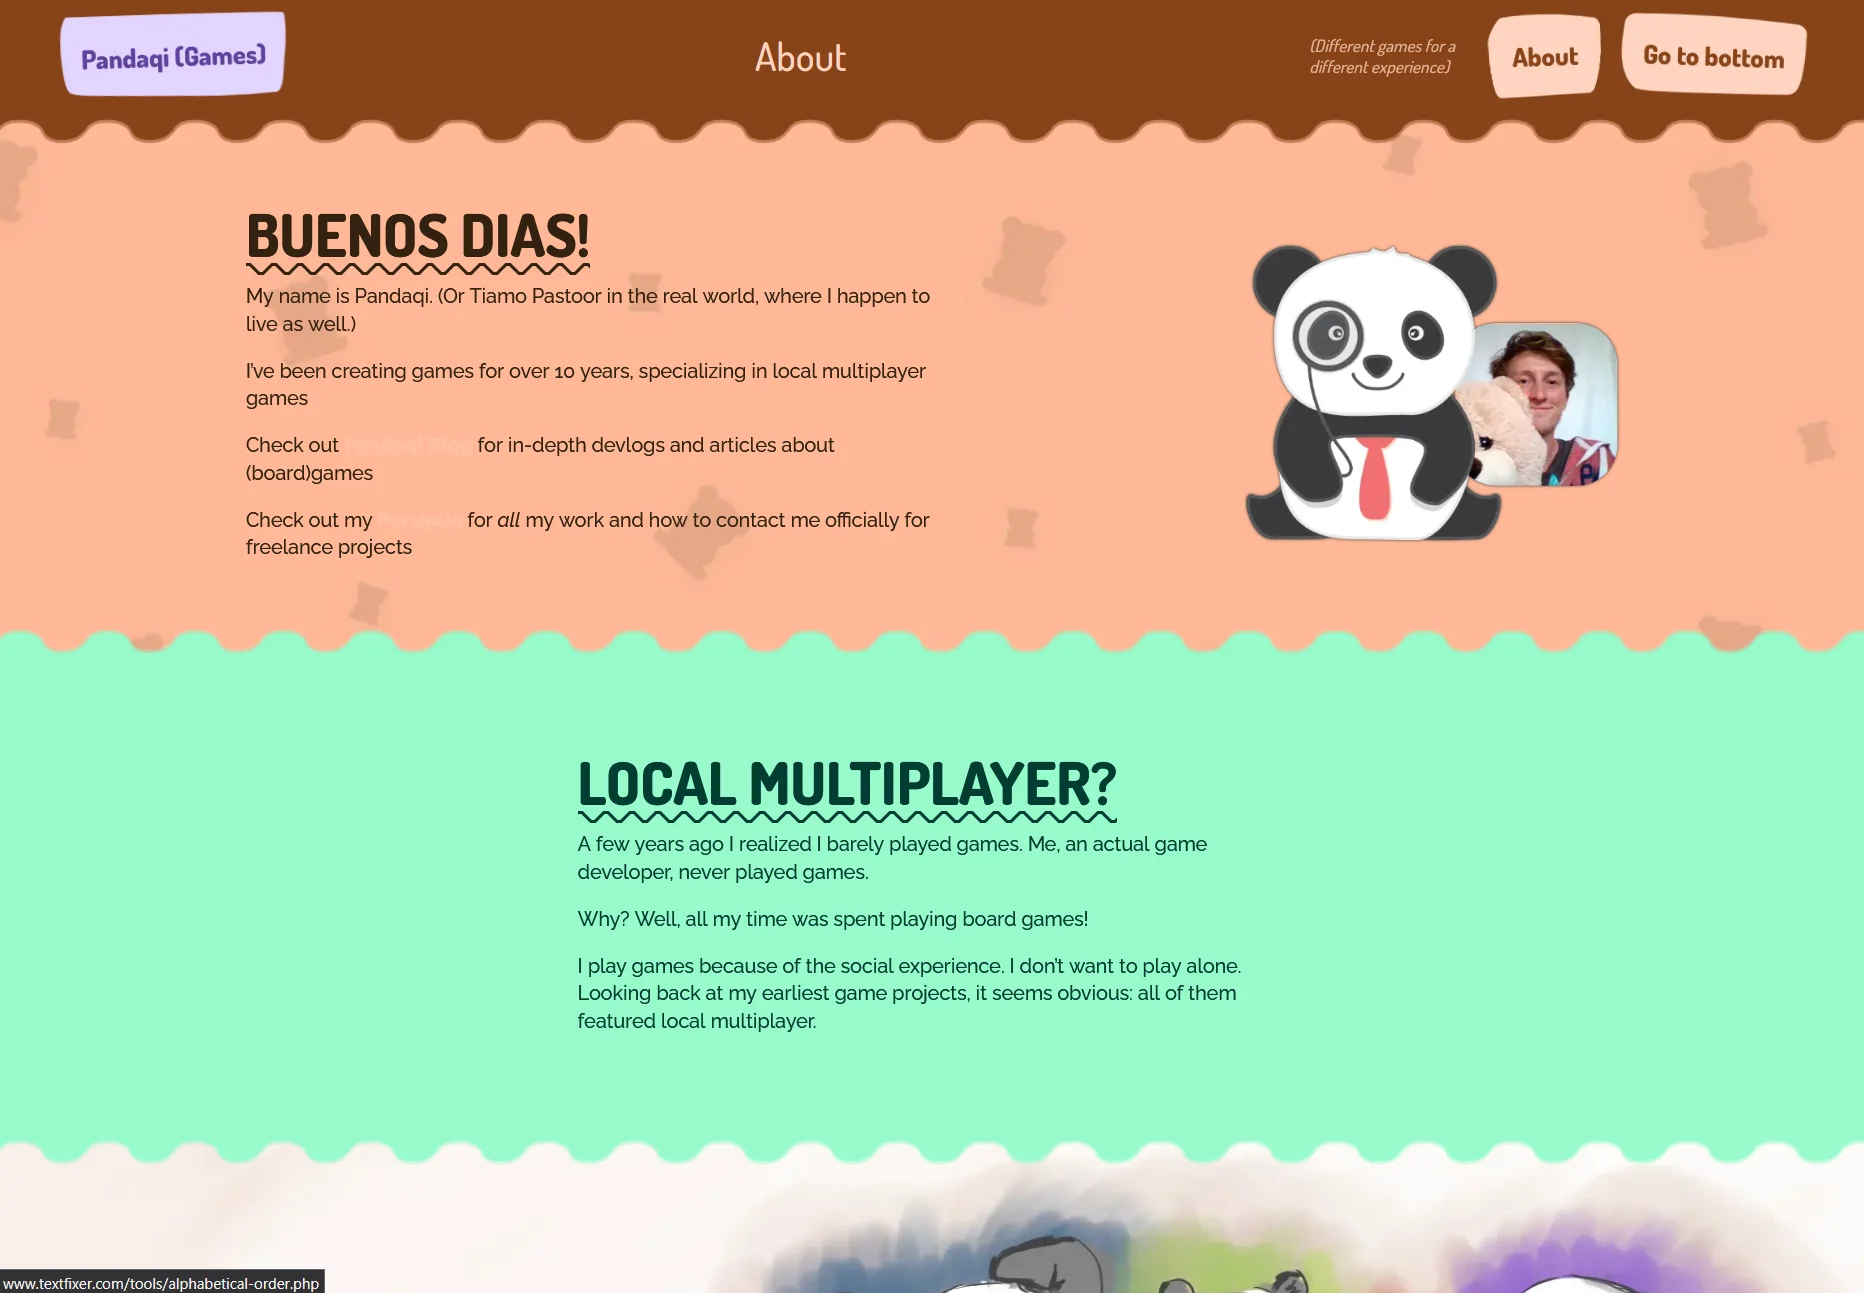 Pandaqi (Games)
About
(Different games for a
different experience)
About
Go to bottom
BUENOS DIAS!
My name is Pandaqi. (Or Tiamo Pastoor in the real world, where I happen to
live as well.)
I've been creating games for over 10 years, specializing in local multiplayer
games
Check out Pandaqi Blog for in-depth devlogs and articles about
(board)games
Check out my Portfolio for all my work and how to contact me officially for
freelance projects
LOCAL MULTIPLAYER?
A few years ago I realized I barely played games. Me, an actual game
developer, never played games.
Why? Well, all my time was spent playing board games!
I play games because of the social experience. I don't want to play alone.
Looking back at my earliest game projects, it seems obvious: all of them
featured local multiplayer.
www.textfixer.com/tools/alphabetical-order.php